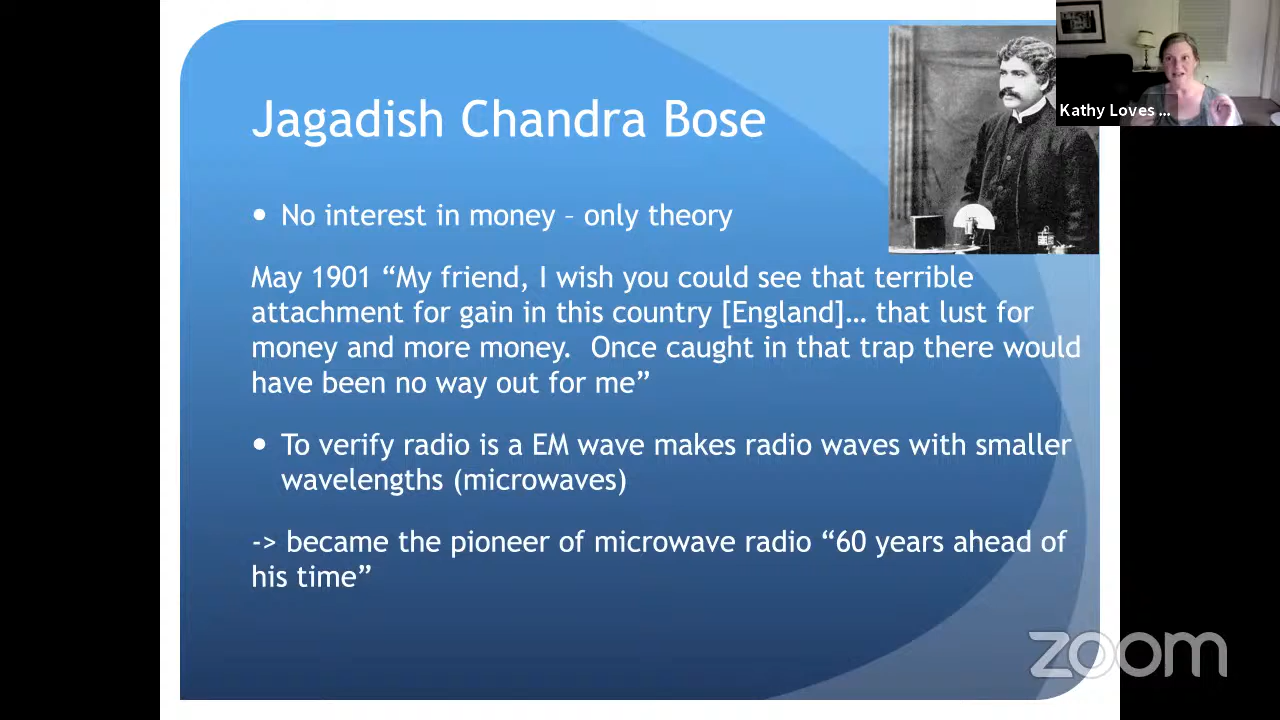 Jagadish Chandra Bose
Kathy Loves ...
• No interest in money – only theory
May 1901 “My friend, I wish you could see that terrible
attachment for gain in this country [England]… that lust for
money and more money.  Once caught in that trap there would
have been no way out for me”
• To verify radio is a EM wave makes radio waves with smaller
wavelengths (microwaves)
-> became the pioneer of microwave radio “60 years ahead of
his time”
zoom